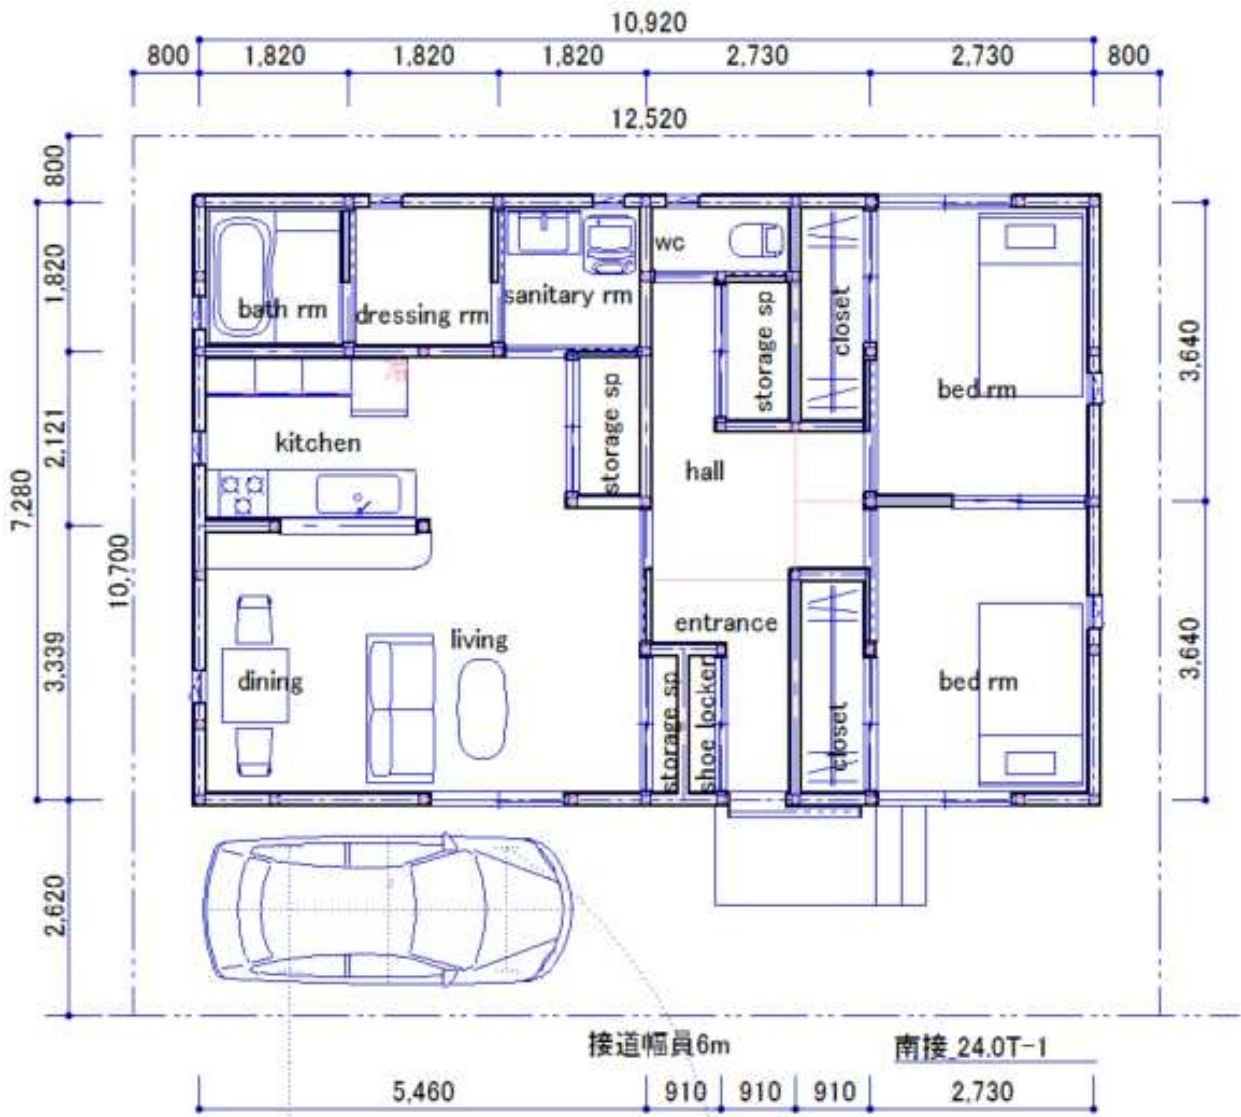 10,920
800 1,820 1,820 1,820 2,730 2,730 800
12,520
800
1,820
2,121
3,339
2,620
7,280
10,700
3,640
3,640
wc
bath rm
dressing rm
sanitary rm
storage sp
closet
bed rm
kitchen
storage sp
hall
entrance
living
dining
storage sp
shoe locker
closet
bed rm
接道幅員6m
南接_24.0T-1
5,460 910 910 910 2,730